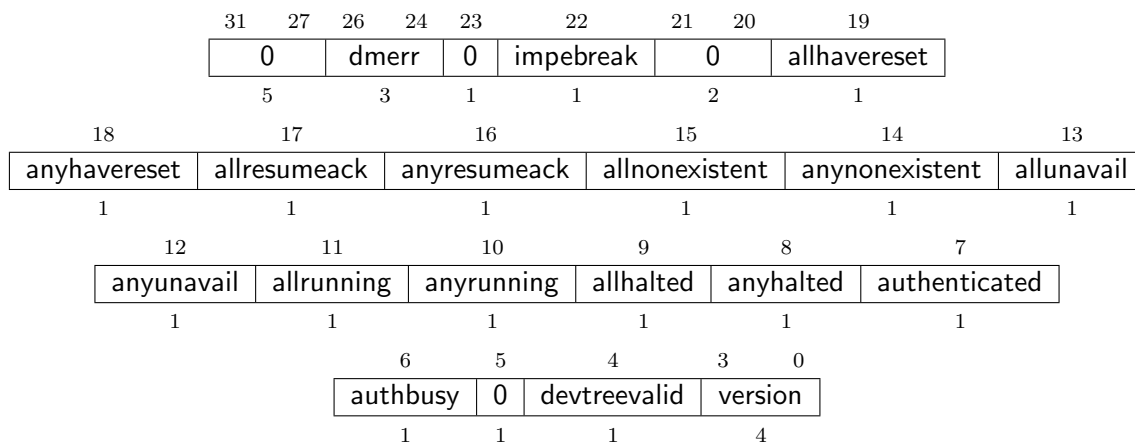 31 27 26 24 23 22 21 20 19
0 dmerr 0 impebreak 0 allhavereset
5 3 1 1 2 1
18 17 16 15 14 13
anyhavereset allresumeack anyresumeack allnonexistent anynonexistent allunavail
1 1 1 1 1 1
12 11 10 9 8 7
anyunavail allrunning anyrunning allhalted anyhalted authenticated
1 1 1 1 1 1
6 5 4 3 0
authbusy 0 devtreevalid version
1 1 1 4